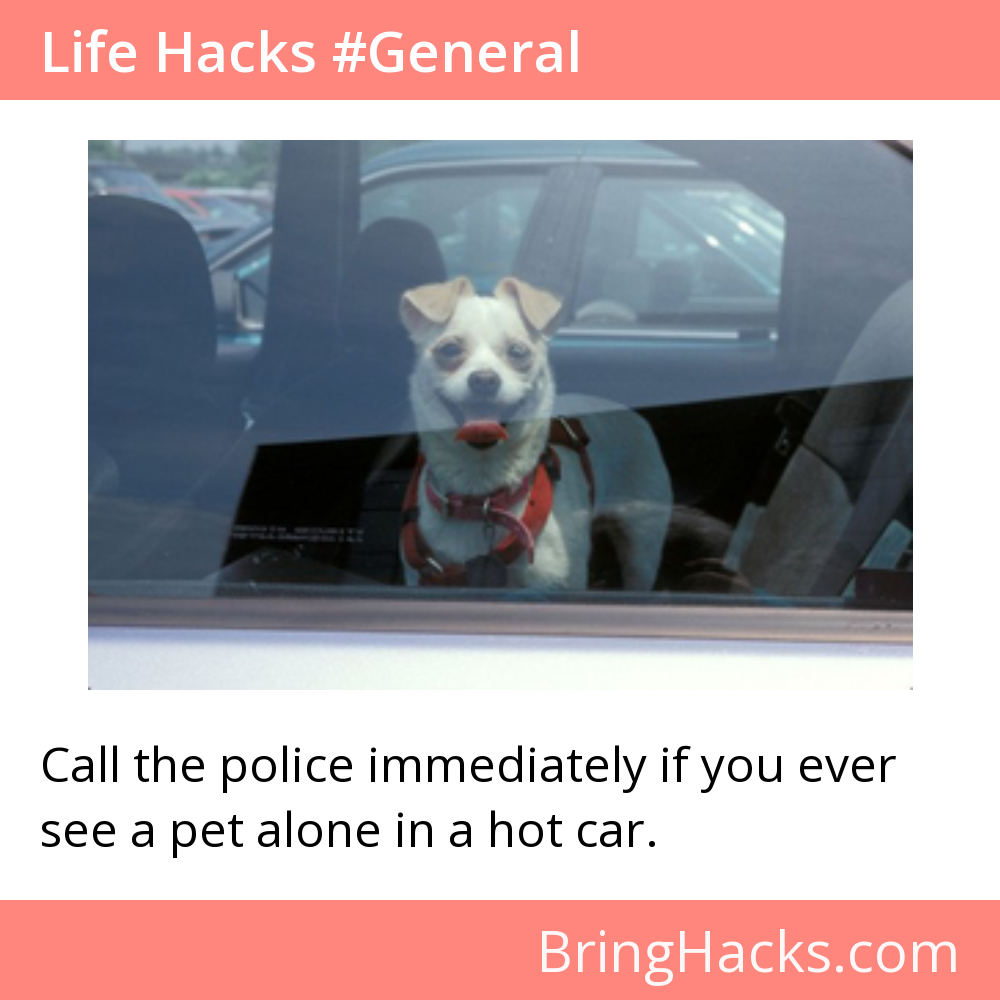 Life Hacks #General
Call the police immediately if you ever
see a pet alone in a hot car.
BringHacks.com